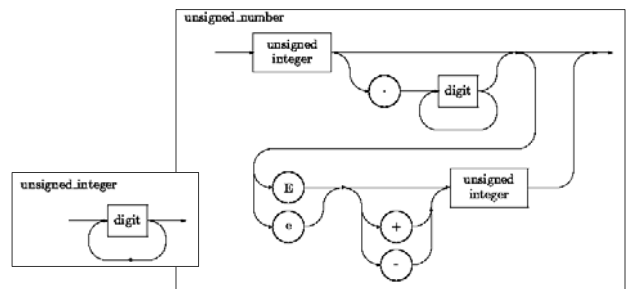 unsigned_number
unsigned
integer
.
digit
E
e
unsigned
integer
+
-
unsigned_integer
digit